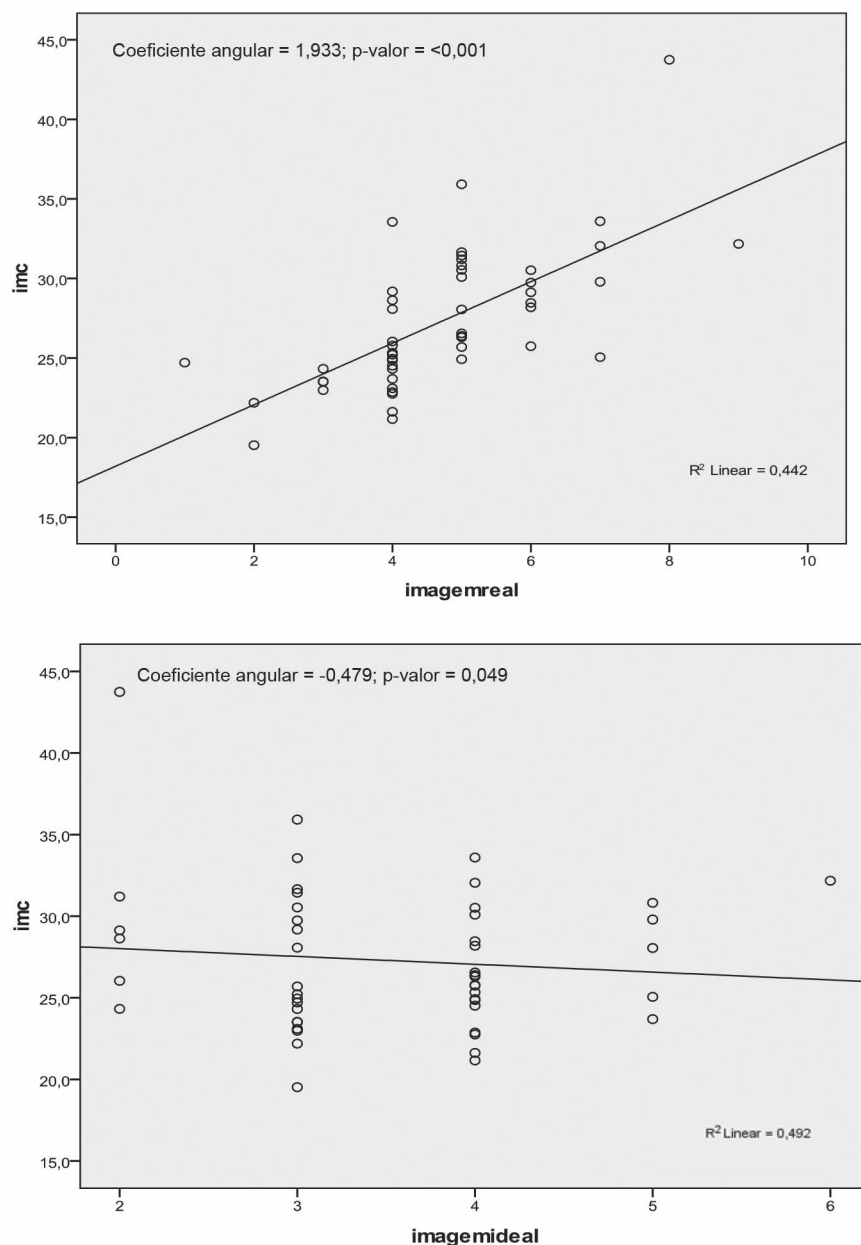 Coeficiente angular = 1,933; p-valor = <0,001
45,0
40,0
35,0
30,0
25,0
20,0
15,0
imc
R² Linear = 0,442
0 2 4 6 8 10
imagemreal
Coeficiente angular = -0,479; p-valor = 0,049
45,0
40,0
35,0
30,0
25,0
20,0
15,0
imc
R² Linear = 0,492
2 3 4 5 6
imagemideal